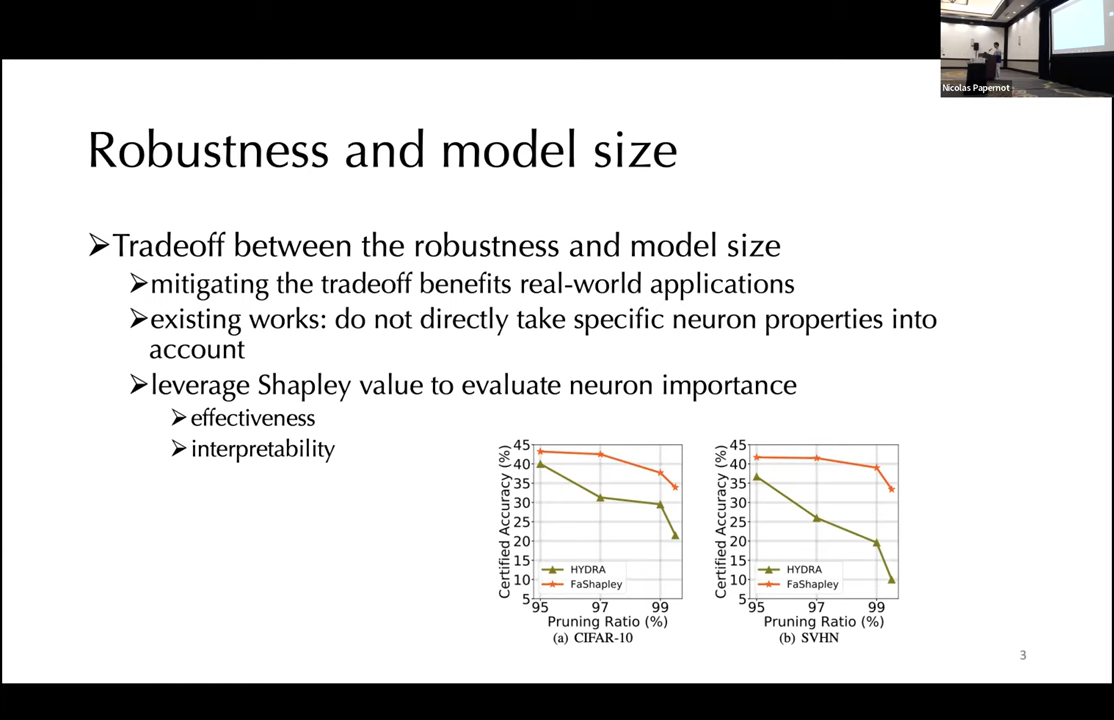 Nicolas Papernot
Robustness and model size
➢Tradeoff between the robustness and model size
➢mitigating the tradeoff benefits real-world applications
➢existing works: do not directly take specific neuron properties into
account
➢leverage Shapley value to evaluate neuron importance
➢effectiveness
➢interpretability
Certified Accuracy (%)
45
40
35
30
25
20
15
10
5
HYDRA
FaShapley
95 97 99
Pruning Ratio (%)
(a) CIFAR-10
Certified Accuracy (%)
45
40
35
30
25
20
15
10
5
HYDRA
FaShapley
95 97 99
Pruning Ratio (%)
(b) SVHN
3